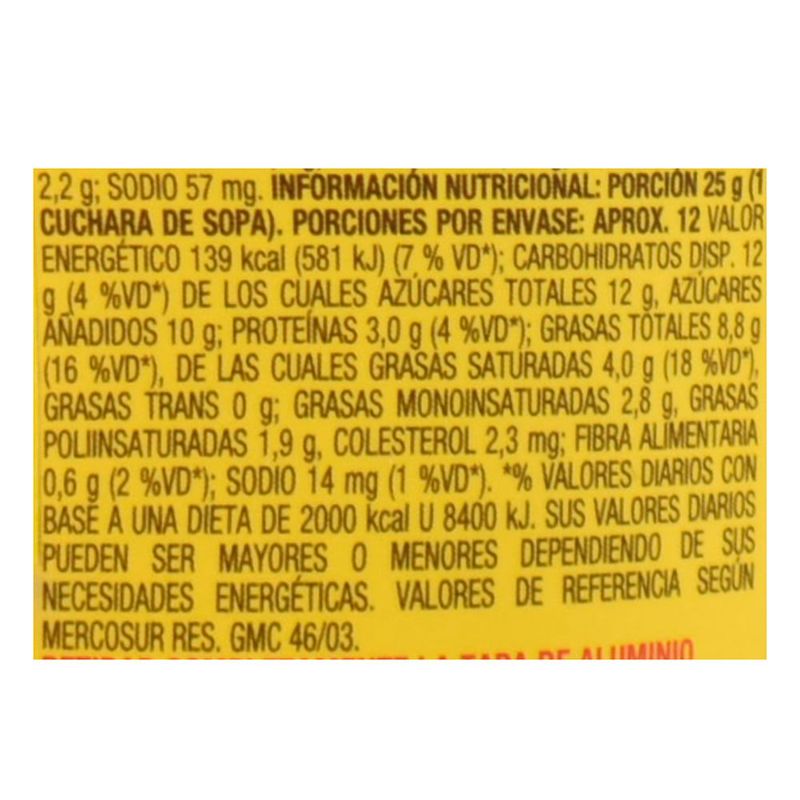 2,2 g; SODIO 57 mg. INFORMACIÓN NUTRICIONAL: PORCIÓN 25 g (1
CUCHARA DE SOPA). PORCIONES POR ENVASE: APROX. 12 VALOR
ENERGÉTICO 139 kcal (581 kJ) (7 % VD*); CARBOHIDRATOS DISP. 12
g (4 %VD*) DE LOS CUALES AZÚCARES TOTALES 12 g, AZÚCARES
AÑADIDOS 10 g; PROTEÍNAS 3,0 g (4 %VD*); GRASAS TOTALES 8,8 g
(16 %VD*), DE LAS CUALES GRASAS SATURADAS 4,0 g (18 %VD*),
GRASAS TRANS 0 g; GRASAS MONOINSATURADAS 2,8 g, GRASAS
POLIINSATURADAS 1,9 g, COLESTEROL 2,3 mg; FIBRA ALIMENTARIA
0,6 g (2 %VD*); SODIO 14 mg (1 %VD*). *% VALORES DIARIOS CON
BASE A UNA DIETA DE 2000 kcal U 8400 kJ. SUS VALORES DIARIOS
PUEDEN SER MAYORES O MENORES DEPENDIENDO DE SUS
NECESIDADES ENERGÉTICAS. VALORES DE REFERENCIA SEGÚN
MERCOSUR RES. GMC 46/03.
LA TAPA DE ALUMINIO